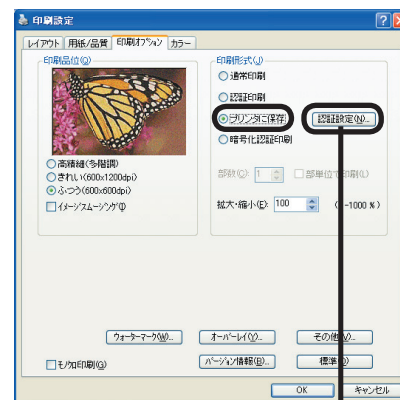 印刷設定
レイアウト 用紙/品質 印刷オプション カラー
印刷品位(Q)
高精細(多階調)
きれい(600x1200dpi)
ふつう(600x600dpi)
イメージスムージング(I)
印刷形式(J)
通常印刷
認証印刷
プリンタに保存 認証設定(N)...
暗号化認証印刷
部数(C): 1 部単位で印刷(L)
拡大・縮小(E): 100 -1000 %)
ウォーターマーク(W)... オーバーレイ(Y)... その他
モノクロ印刷(G) バージョン情報(B)... 標準
OK キャンセル